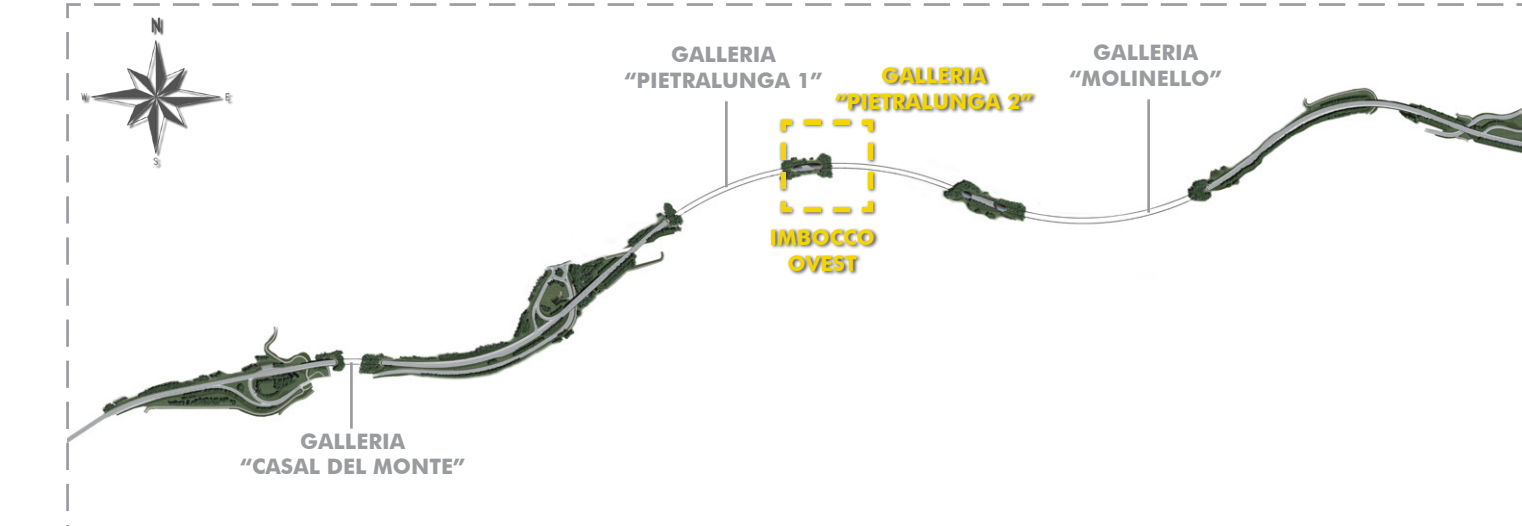 N
W
E
S
GALLERIA
“PIETRALUNGA 1”
GALLERIA
“PIETRALUNGA 2”
GALLERIA
“MOLINELLO”
IMBOCCO
OVEST
GALLERIA
“CASAL DEL MONTE”